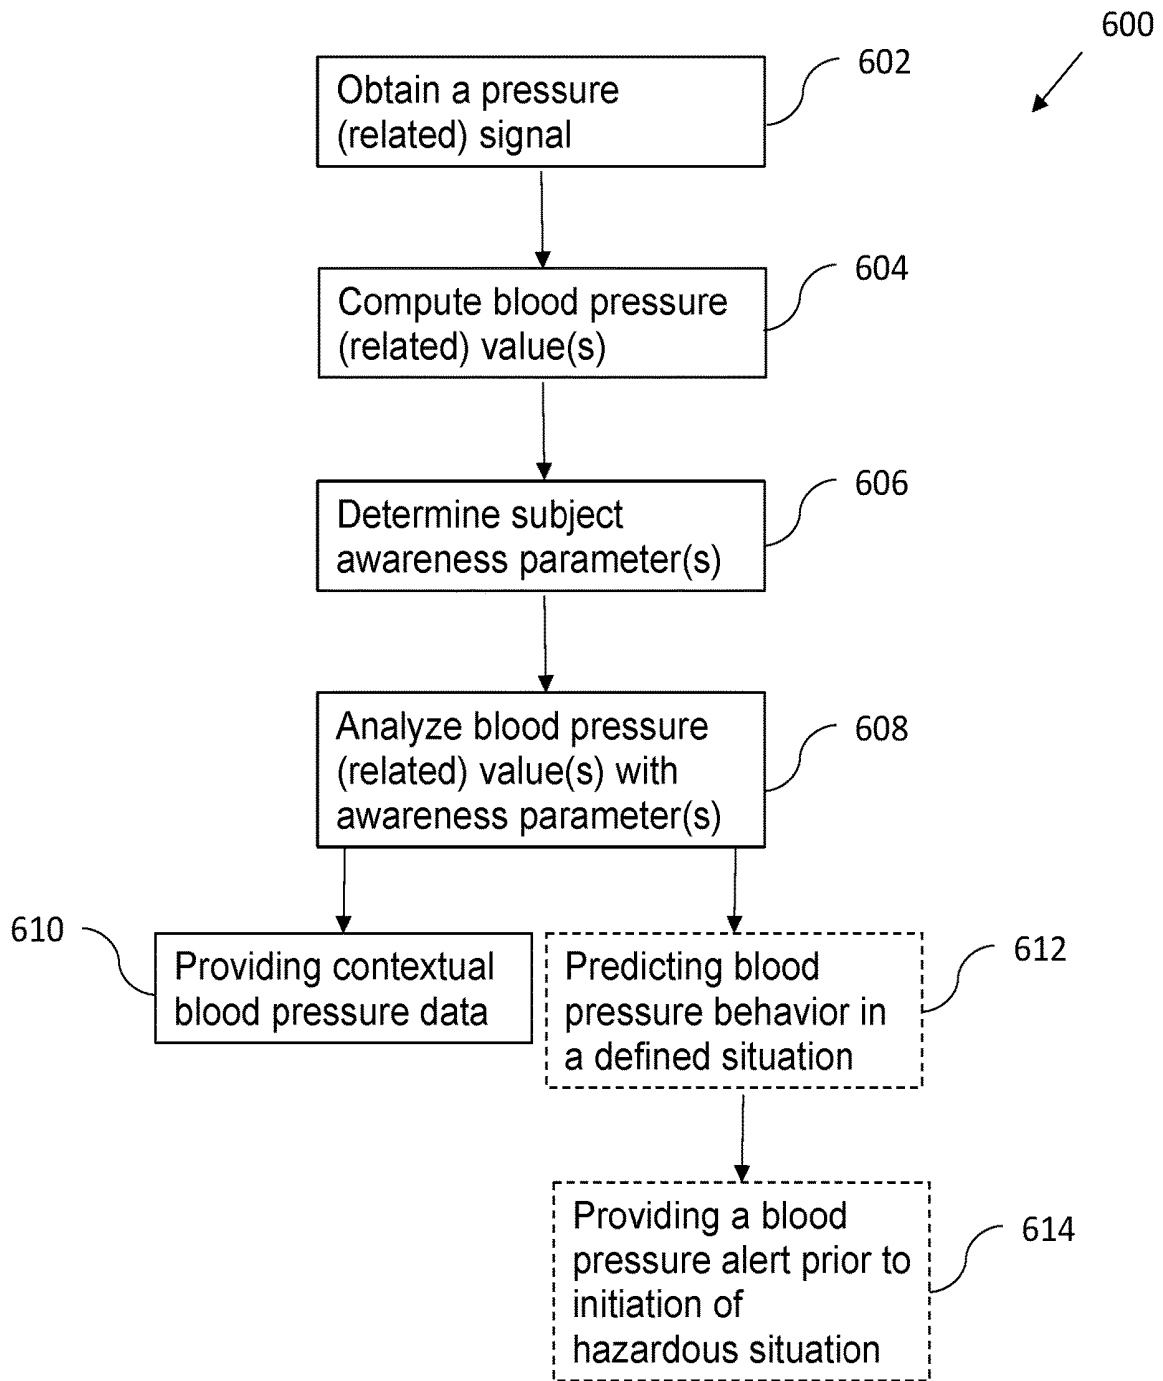 600
602
Obtain a pressure
(related) signal
604
Compute blood pressure
(related) value(s)
606
Determine subject
awareness parameter(s)
608
Analyze blood pressure
(related) value(s) with
awareness parameter(s)
610
Providing contextual
blood pressure data
612
Predicting blood
pressure behavior in
a defined situation
614
Providing a blood
pressure alert prior to
initiation of
hazardous situation